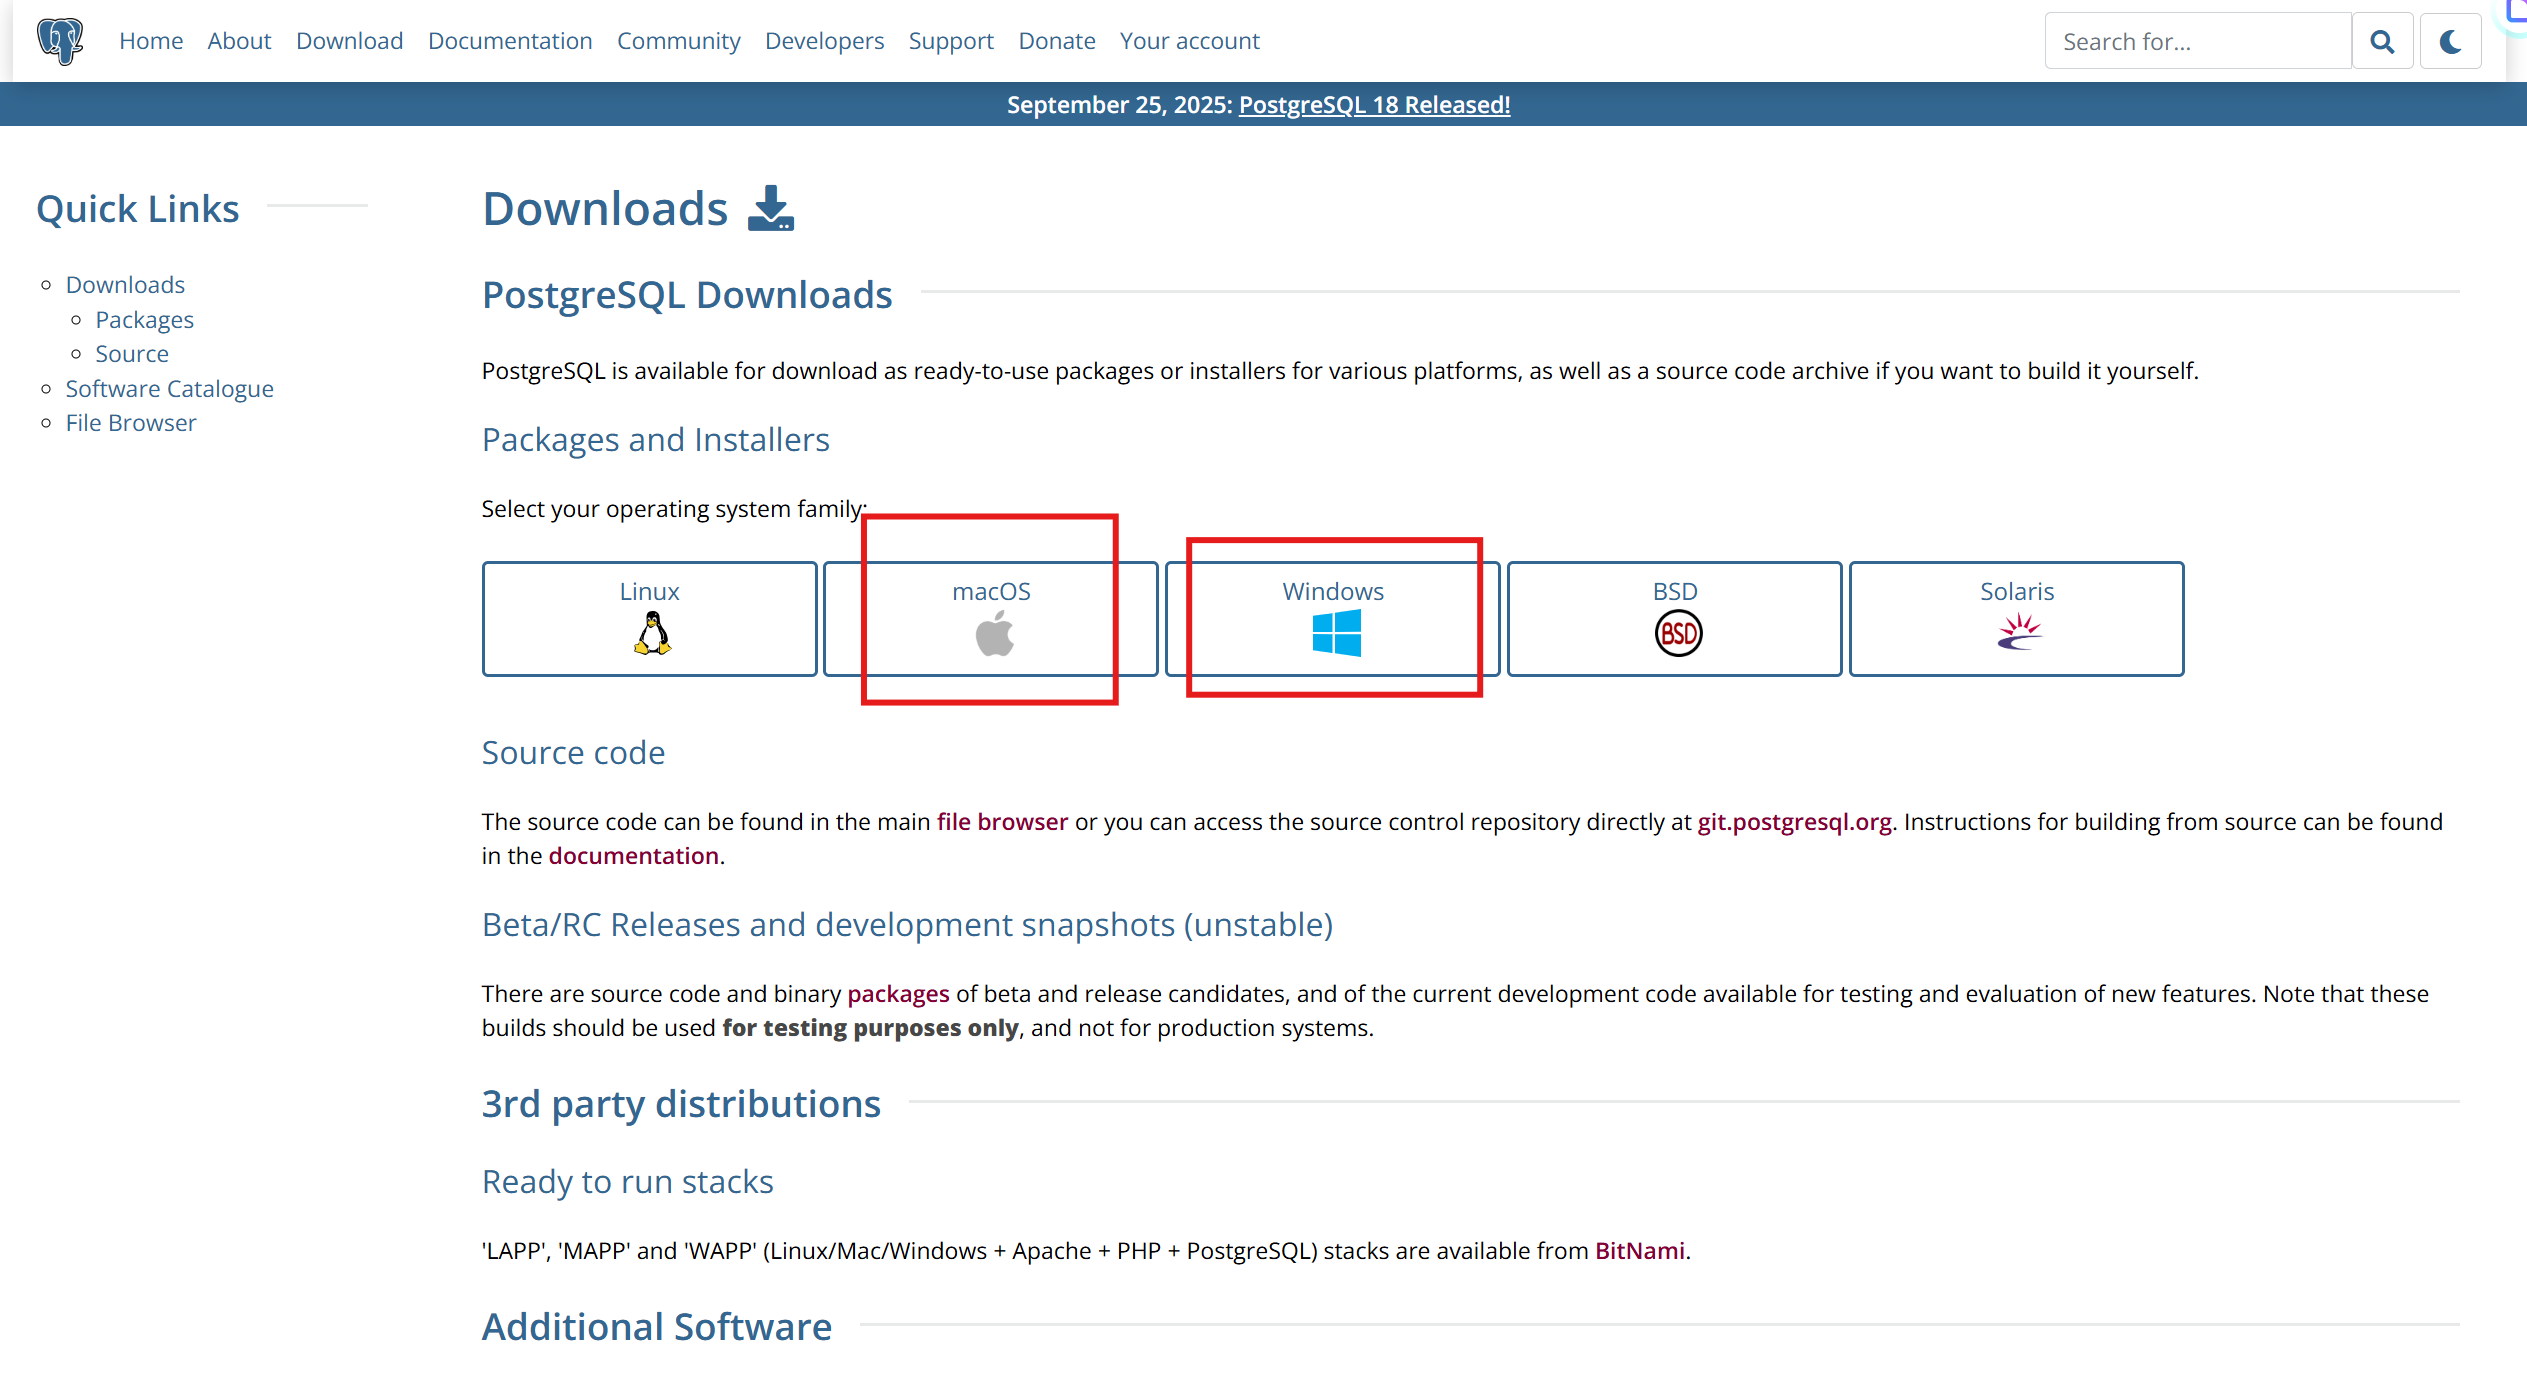 Home About Download Documentation Community Developers Support Donate Your account
Search for...
September 25, 2025: PostgreSQL 18 Released!
Quick Links
Downloads
Packages
Source
Software Catalogue
File Browser
Downloads
PostgreSQL Downloads
PostgreSQL is available for download as ready-to-use packages or installers for various platforms, as well as a source code archive if you want to build it yourself.
Packages and Installers
Select your operating system family:
Linux
macOS
Windows
BSD
BSD
Solaris
Source code
The source code can be found in the main file browser or you can access the source control repository directly at git.postgresql.org. Instructions for building from source can be found
in the documentation.
Beta/RC Releases and development snapshots (unstable)
There are source code and binary packages of beta and release candidates, and of the current development code available for testing and evaluation of new features. Note that these
builds should be used for testing purposes only, and not for production systems.
3rd party distributions
Ready to run stacks
'LAPP', 'MAPP' and 'WAPP' (Linux/Mac/Windows + Apache + PHP + PostgreSQL) stacks are available from BitNami.
Additional Software